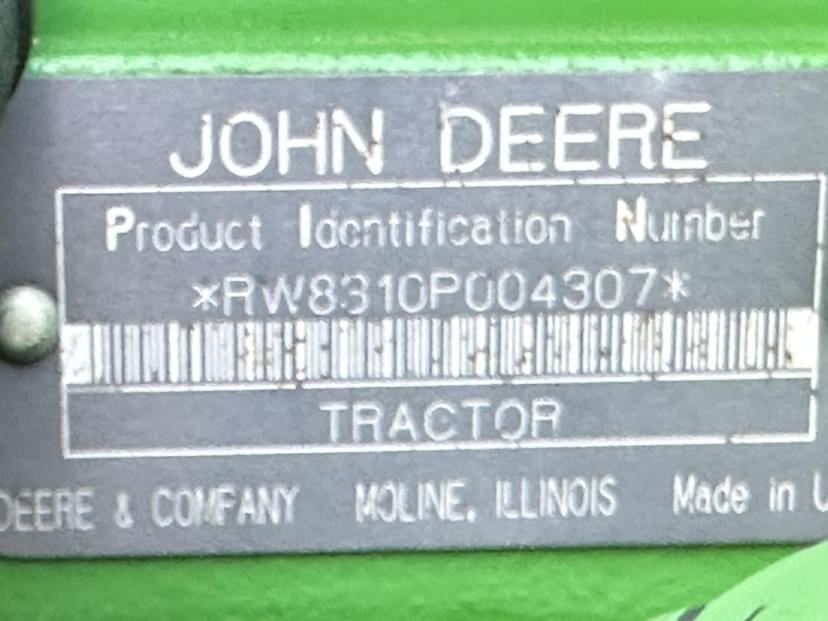 JOHN DEERE
Product Identification Number
*RW8310P004307*
TRACTOR
DEERE & COMPANY MOLINE, ILLINOIS Made in U